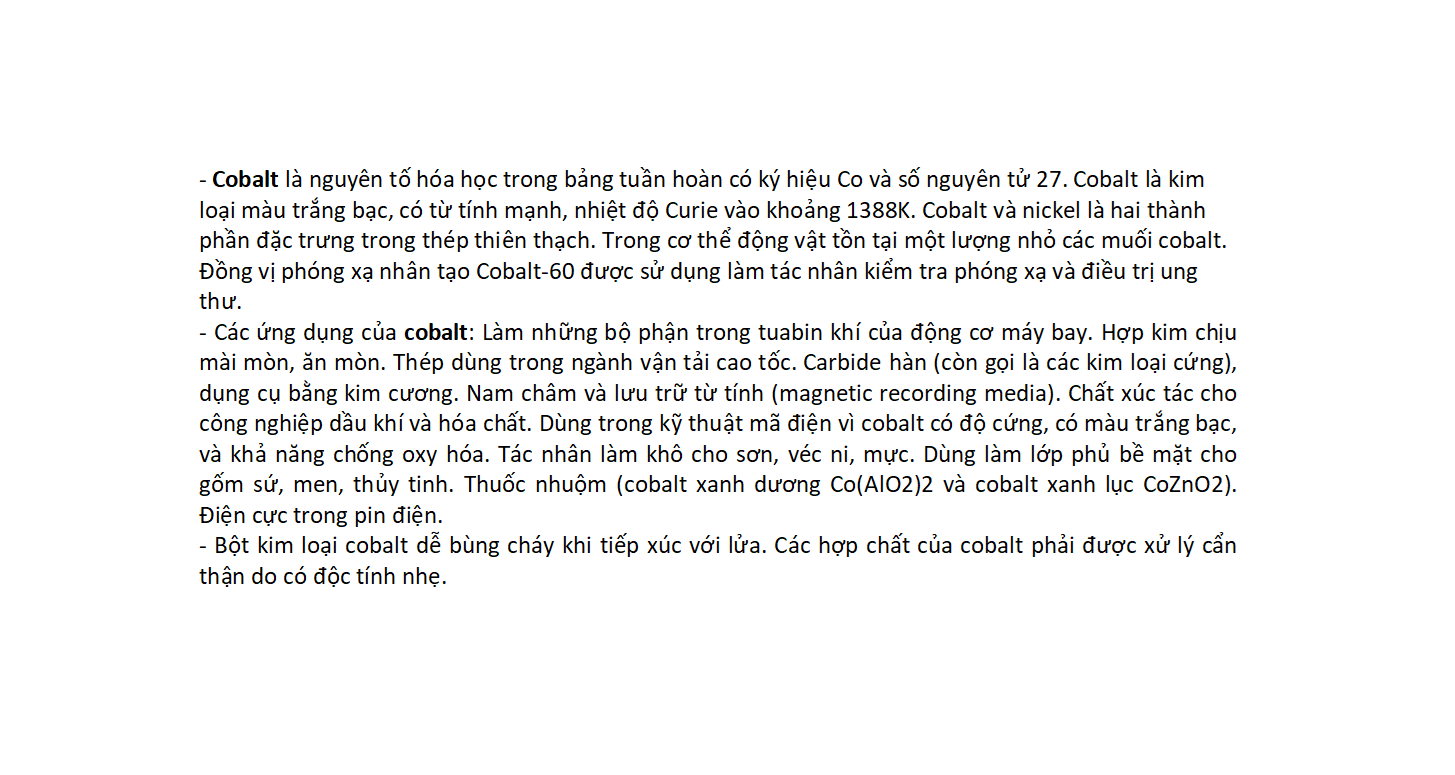 - Cobalt là nguyên tố hóa học trong bảng tuần hoàn có ký hiệu Co và số nguyên tử 27. Cobalt là kim
loại màu trắng bạc, có từ tính mạnh, nhiệt độ Curie vào khoảng 1388K. Cobalt và nickel là hai thành
phần đặc trưng trong thép thiên thạch. Trong cơ thể động vật tồn tại một lượng nhỏ các muối cobalt.
Đồng vị phóng xạ nhân tạo Cobalt-60 được sử dụng làm tác nhân kiểm tra phóng xạ và điều trị ung
thư.
- Các ứng dụng của cobalt: Làm những bộ phận trong tuabin khí của động cơ máy bay. Hợp kim chịu
mài mòn, ăn mòn. Thép dùng trong ngành vận tải cao tốc. Carbide hàn (còn gọi là các kim loại cứng),
dụng cụ bằng kim cương. Nam châm và lưu trữ từ tính (magnetic recording media). Chất xúc tác cho
công nghiệp dầu khí và hóa chất. Dùng trong kỹ thuật mã điện vì cobalt có độ cứng, có màu trắng bạc,
và khả năng chống oxy hóa. Tác nhân làm khô cho sơn, véc ni, mực. Dùng làm lớp phủ bề mặt cho
gốm sứ, men, thủy tinh. Thuốc nhuộm (cobalt xanh dương Co(AlO2)2 và cobalt xanh lục CoZnO2).
Điện cực trong pin điện.
- Bột kim loại cobalt dễ bùng cháy khi tiếp xúc với lửa. Các hợp chất của cobalt phải được xử lý cẩn
thận do có độc tính nhẹ.